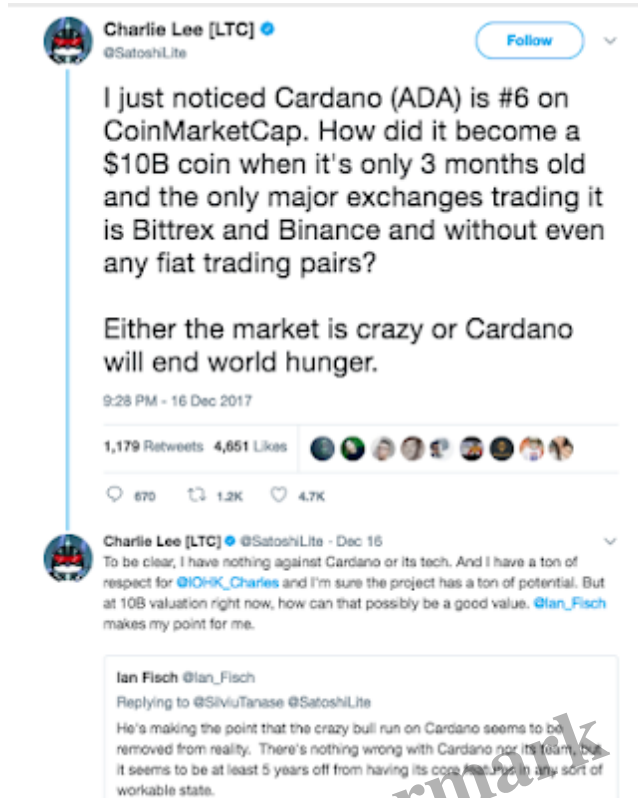 Charlie Lee [LTC]
@SatoshiLite
Follow
I just noticed Cardano (ADA) is #6 on
CoinMarketCap. How did it become a
$10B coin when it's only 3 months old
and the only major exchanges trading it
is Bittrex and Binance and without even
any fiat trading pairs?
Either the market is crazy or Cardano
will end world hunger.
9:28 PM - 16 Dec 2017
1,179 Retweets 4,651 Likes
670 1.2K 4.7K
Charlie Lee [LTC] @SatoshiLite - Dec 16
To be clear, I have nothing against Cardano or its tech. And I have a ton of
respect for @IOHK_Charles and I'm sure the project has a ton of potential. But
at 10B valuation right now, how can that possibly be a good value. @Ian_Fisch
makes my point for me.
Ian Fisch @Ian_Fisch
Replying to @SilviuTanase @SatoshiLite
He's making the point that the crazy bull run on Cardano seems to be
removed from reality. There's nothing wrong with Cardano nor its team, but
it seems to be at least 5 years off from having its core features in any sort of
workable state.
rmark